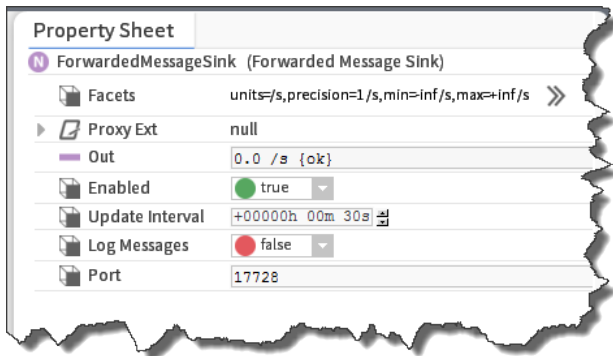 Property Sheet
N ForwardedMessageSink (Forwarded Message Sink)
Facets units=/s,precision=1/s,min=-inf/s,max=+inf/s
Proxy Ext null
Out 0.0 /s {ok}
Enabled true
Update Interval +00000h 00m 30s
Log Messages false
Port 17728